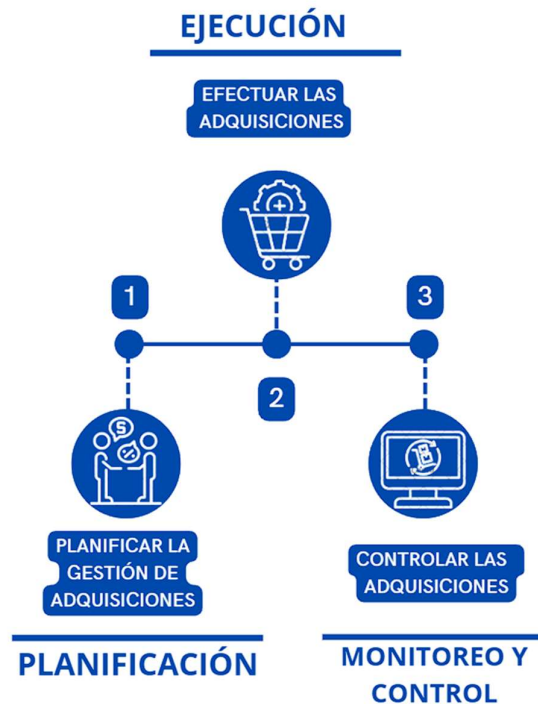 EJECUCIÓN
EFECTUAR LAS
ADQUISICIONES
1
3
2
PLANIFICAR LA
GESTIÓN DE
ADQUISICIONES
CONTROLAR LAS
ADQUISICIONES
PLANIFICACIÓN
MONITOREO Y
CONTROL